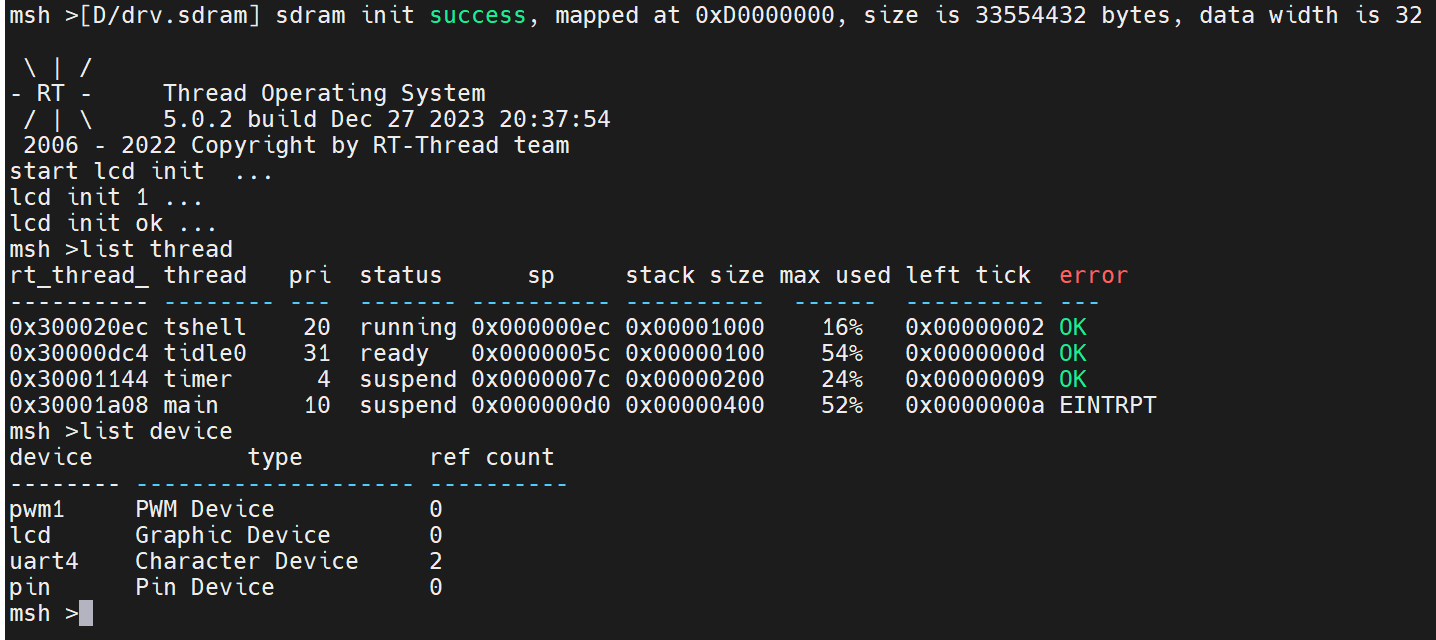 msh >[D/drv.sdram] sdram init success, mapped at 0xD0000000, size is 33554432 bytes, data width is 32
 \ | /
- RT -     Thread Operating System
 / | \     5.0.2 build Dec 27 2023 20:37:54
 2006 - 2022 Copyright by RT-Thread team
start lcd init  ...
lcd init 1 ...
lcd init ok ...
msh >list thread
rt_thread_ thread   pri  status      sp     stack size max used left tick  error
---------- -------- ---  ------- ---------- ----------  ------  ---------- ---
0x300020ec tshell    20  running 0x000000ec 0x00001000    16%   0x00000002 OK
0x30000dc4 tidle0    31  ready   0x0000005c 0x00000100    54%   0x0000000d OK
0x30001144 timer      4  suspend 0x0000007c 0x00000200    24%   0x00000009 OK
0x30001a08 main      10  suspend 0x000000d0 0x00000400    52%   0x0000000a EINTRPT
msh >list device
device           type         ref count
-------- -------------------- ----------
pwm1     PWM Device           0
lcd      Graphic Device       0
uart4    Character Device     2
pin      Pin Device           0
msh >